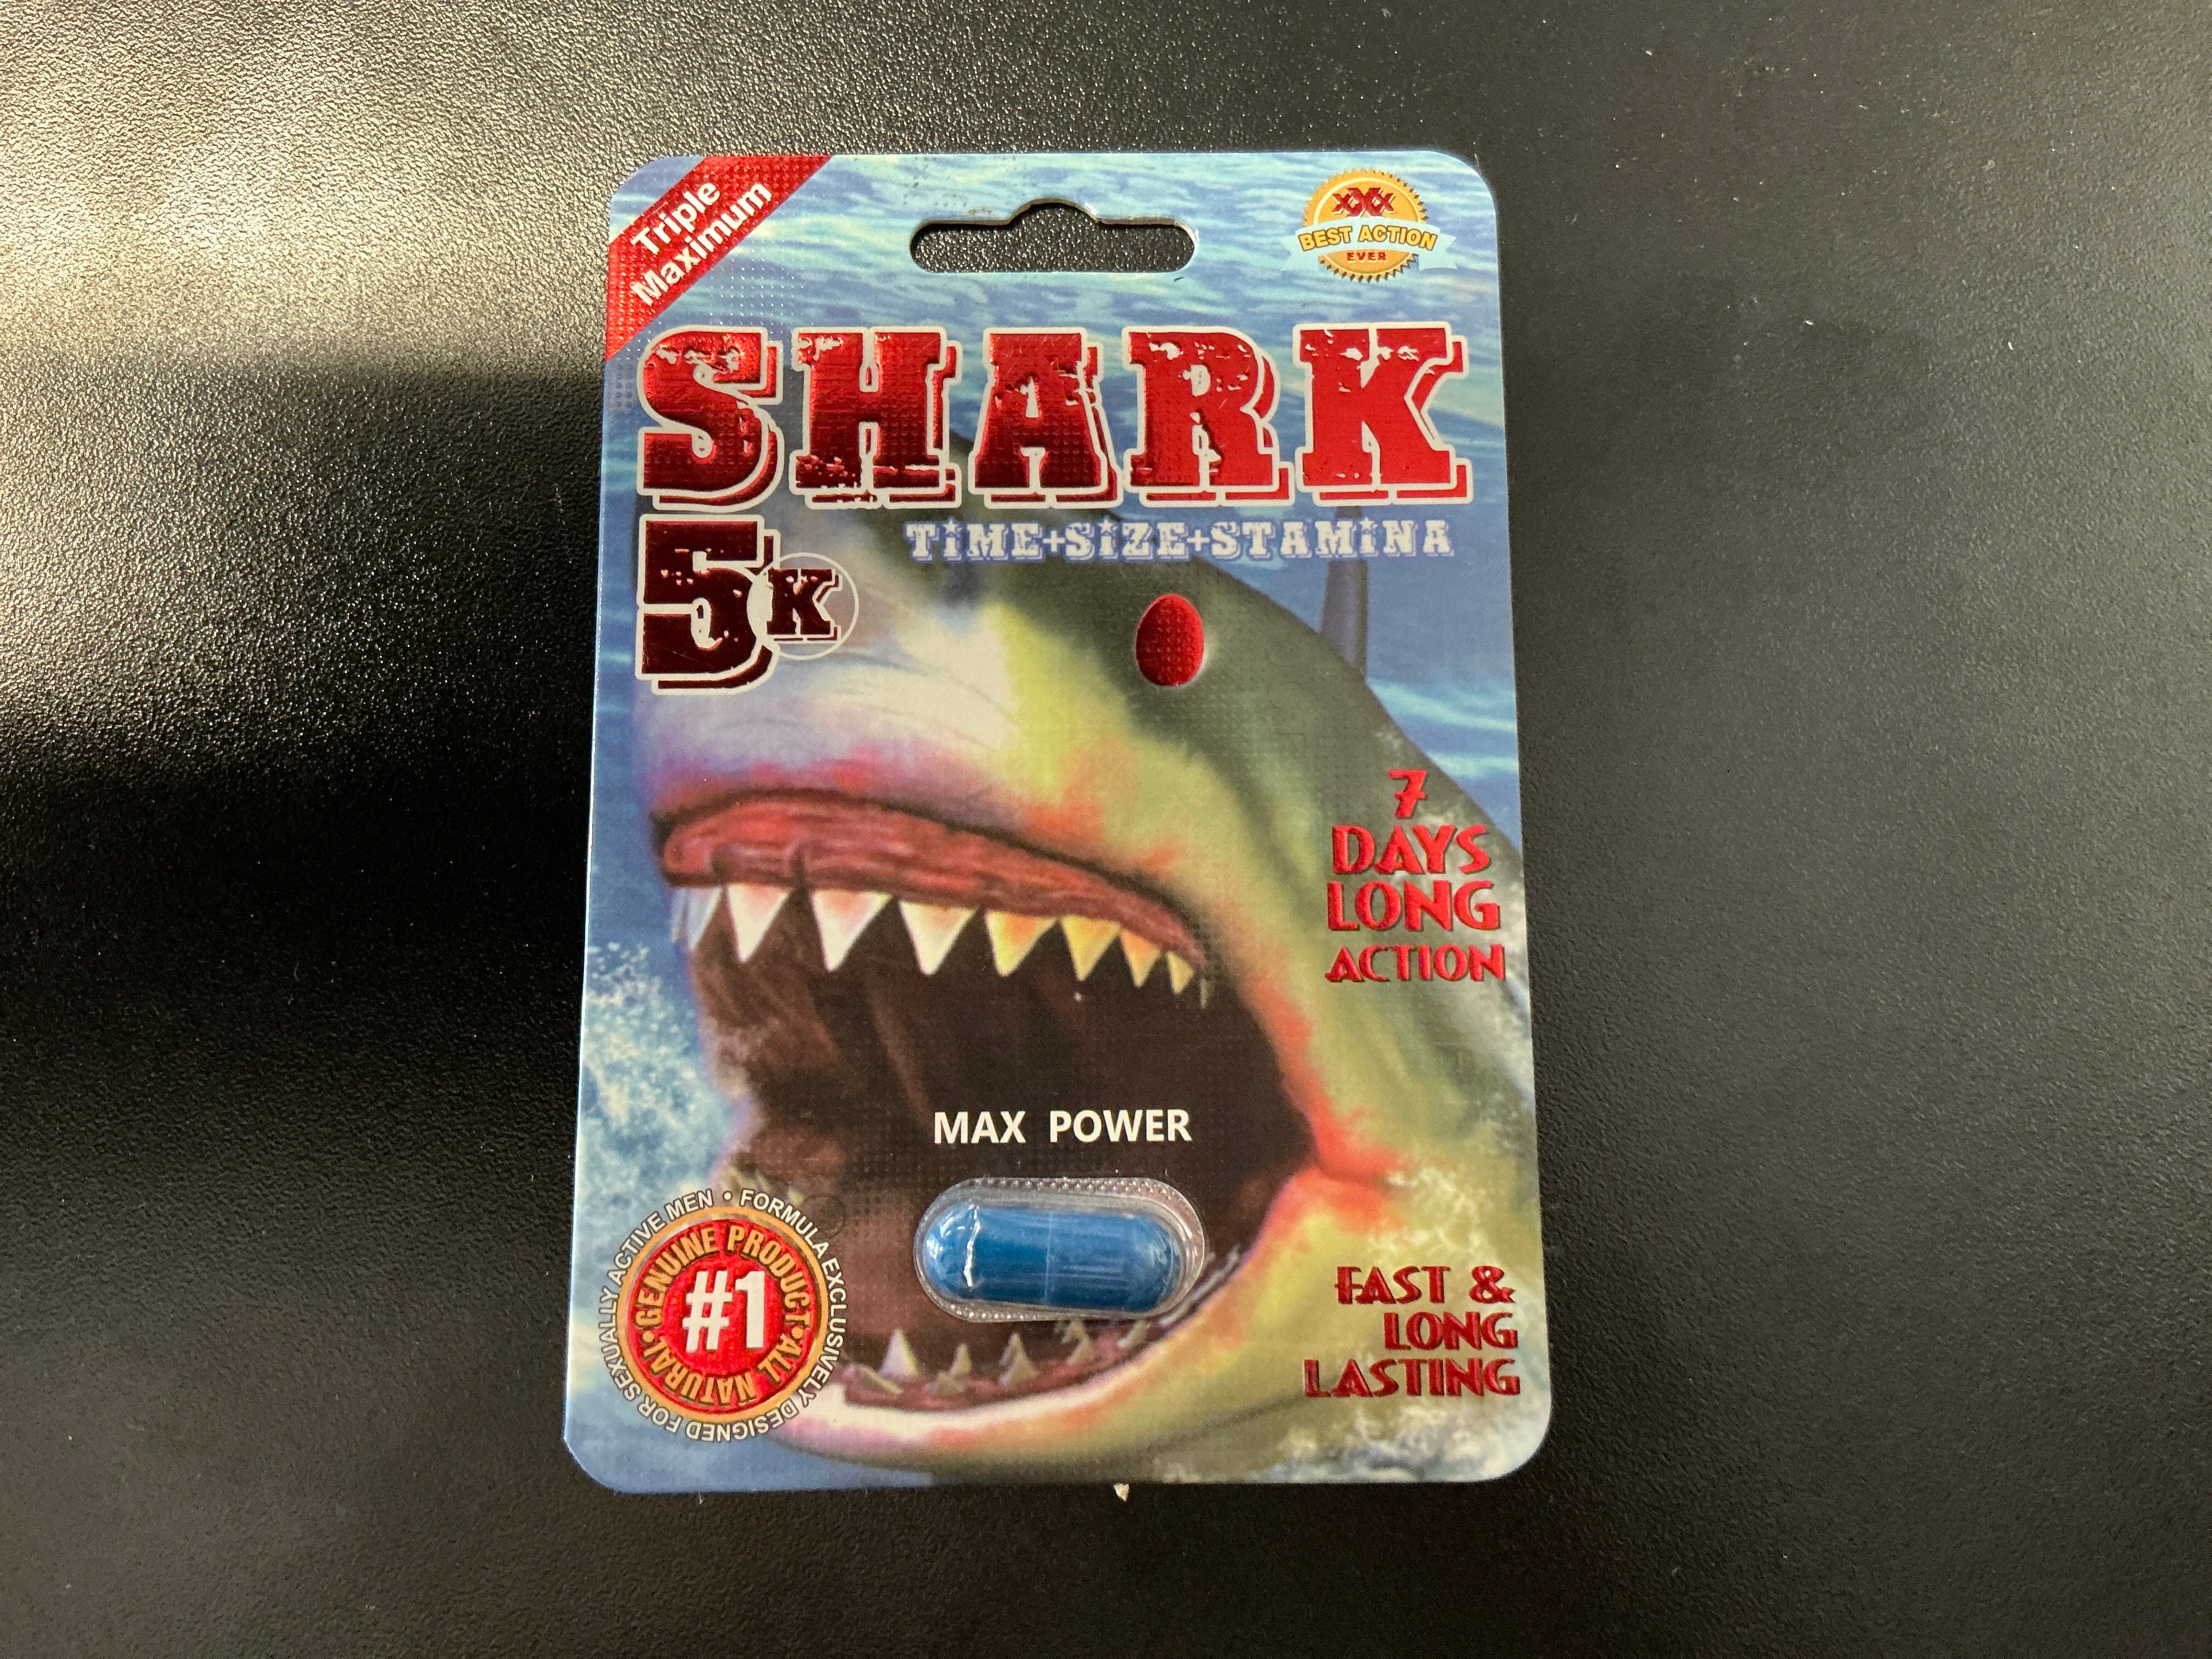 Triple
Maximum
XXX
BEST ACTION
EVER
SHARK
5K
TiME+SiZE+STAMiNA
7
DAYS
LONG
ACTION
MAX POWER
FORMULA EXCLUSIVELY DESIGNED FOR SEXUALLY ACTIVE MEN •
GENUINE PRODUCT • ALL NATURAL •
#1
FAST &
LONG
LASTING